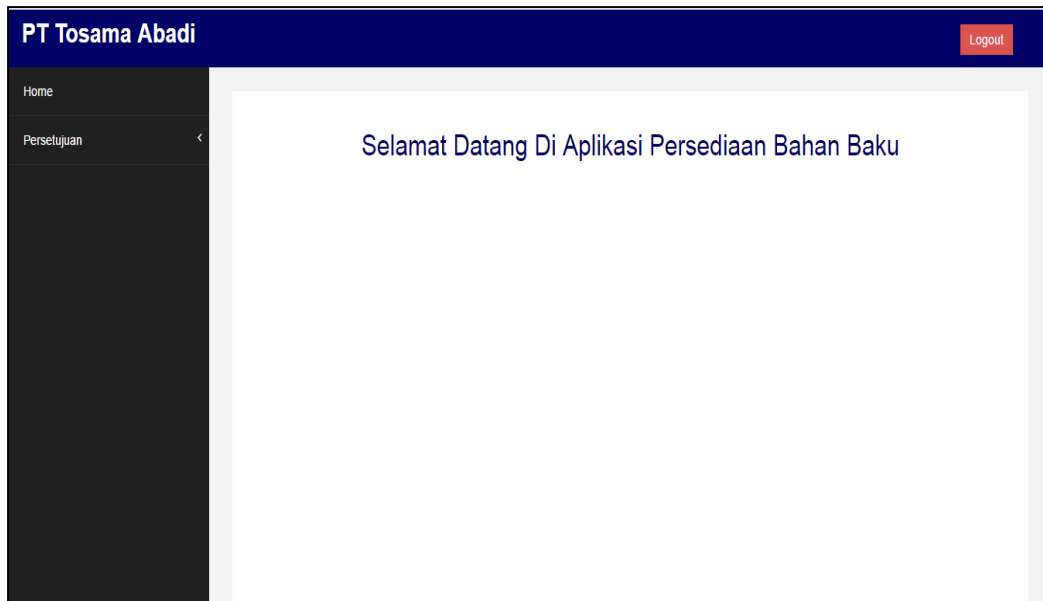 PT Tosama Abadi
Logout
Home
Persetujuan
Selamat Datang Di Aplikasi Persediaan Bahan Baku